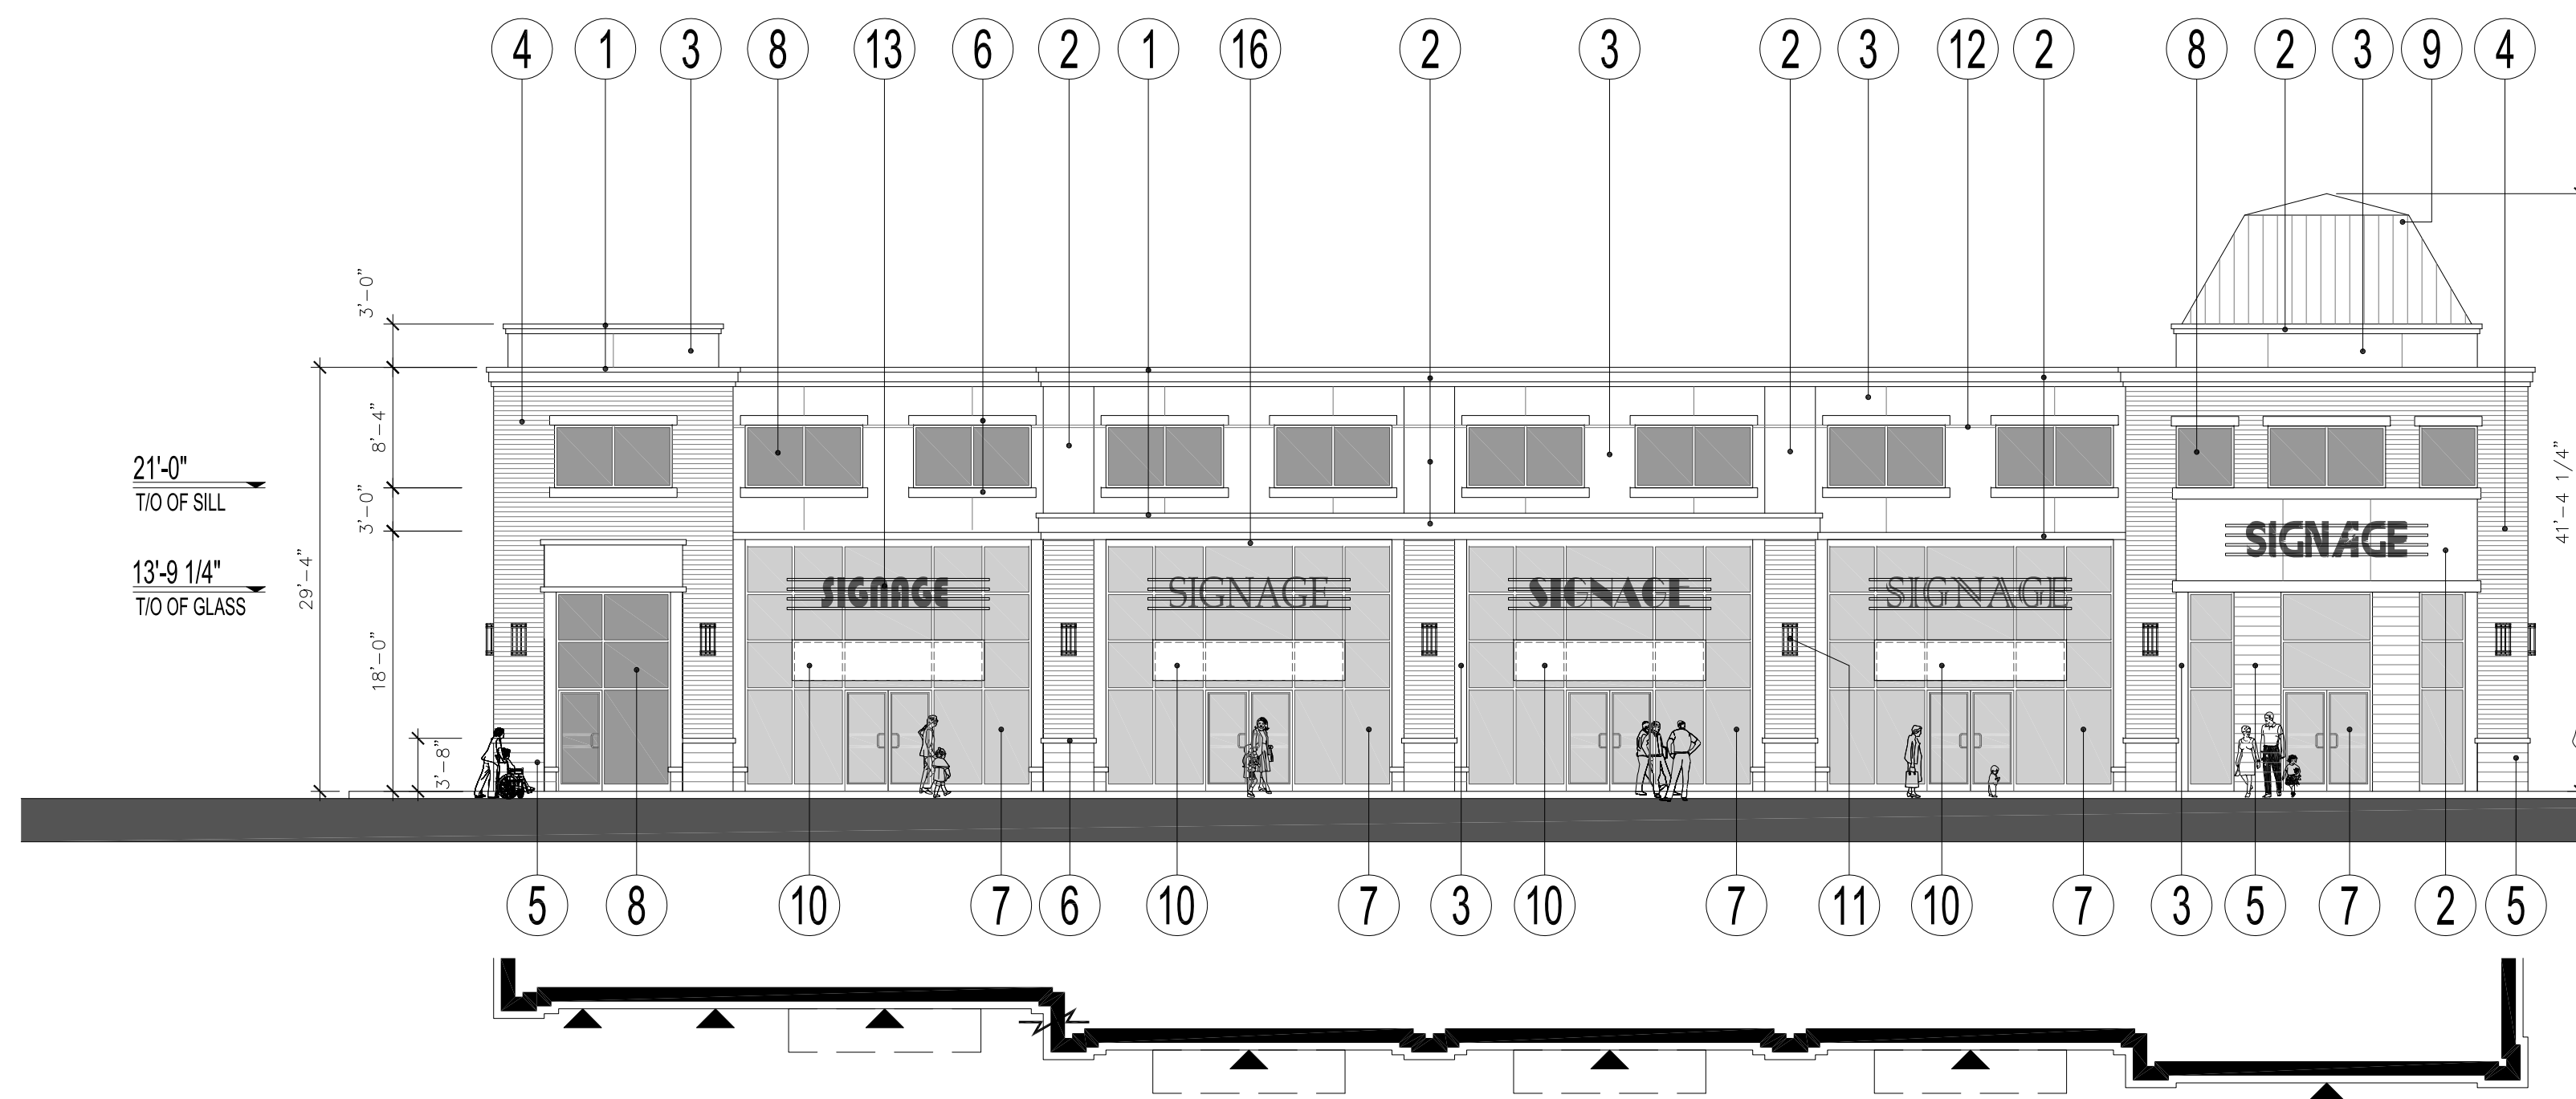 4 1 3 8 13 6 2 1 16 2 3 2 3 12 2 8 2 3 9 4
3'-0"
8'-4"
21'-0"
T/O OF SILL
3'-0"
41'-4 1/4"
SIGNAGE
13'-9 1/4"
T/O OF GLASS
29'-4"
SIGNAGE SIGNAGE SIGNAGE SIGNAGE
18'-0"
3'-8"
5 8 10 7 6 10 7 3 10 7 11 10 7 3 5 7 2 5